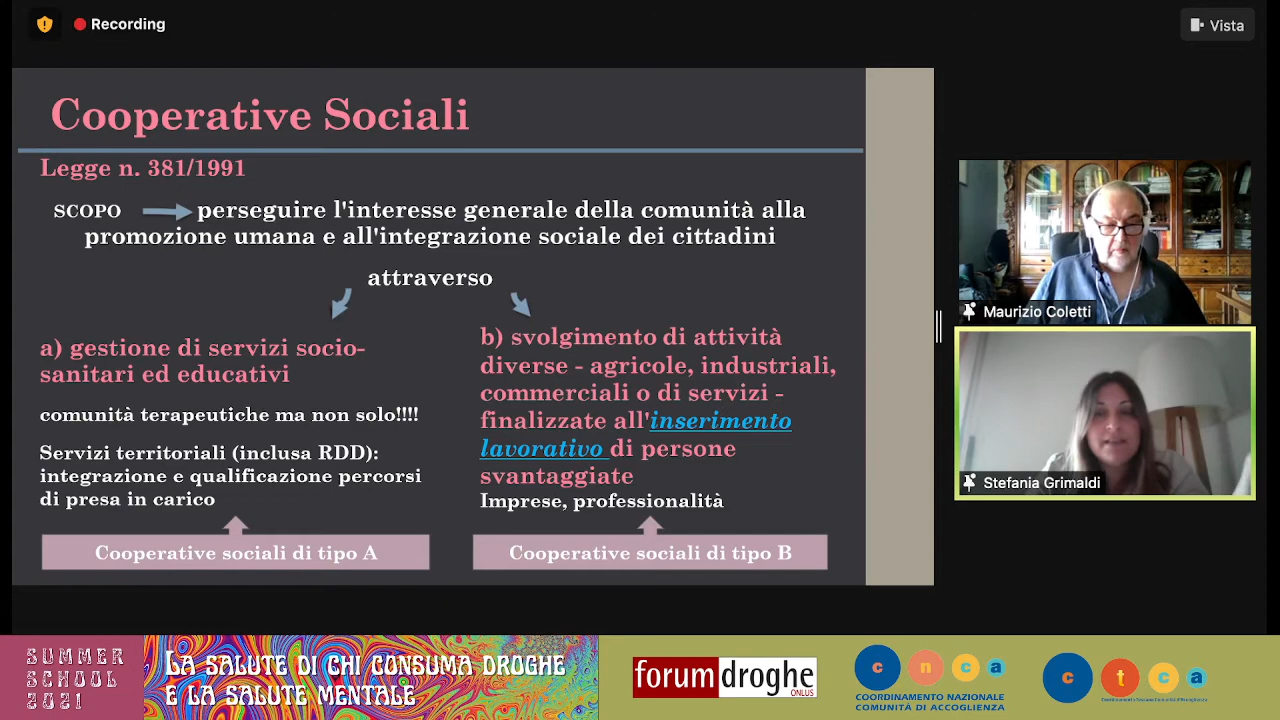 Recording
Vista
Cooperative Sociali
Legge n. 381/1991
SCOPO
perseguire l'interesse generale della comunità alla
promozione umana e all'integrazione sociale dei cittadini
attraverso
a) gestione di servizi socio-
sanitari ed educativi
comunità terapeutiche ma non solo!!!!
Servizi territoriali (inclusa RDD):
integrazione e qualificazione percorsi
di presa in carico
Cooperative sociali di tipo A
b) svolgimento di attività
diverse - agricole, industriali,
commerciali o di servizi -
finalizzate all'inserimento
lavorativo di persone
svantaggiate
Imprese, professionalità
Cooperative sociali di tipo B
Maurizio Coletti
Stefania Grimaldi
SUMMER
SCHOOL
2021
LA SALUTE DI CHI CONSUMA DROGHE
E LA SALUTE MENTALE
forumdroghe
ONLUS
c n c a
COORDINAMENTO NAZIONALE
COMUNITÀ DI ACCOGLIENZA
c t c a